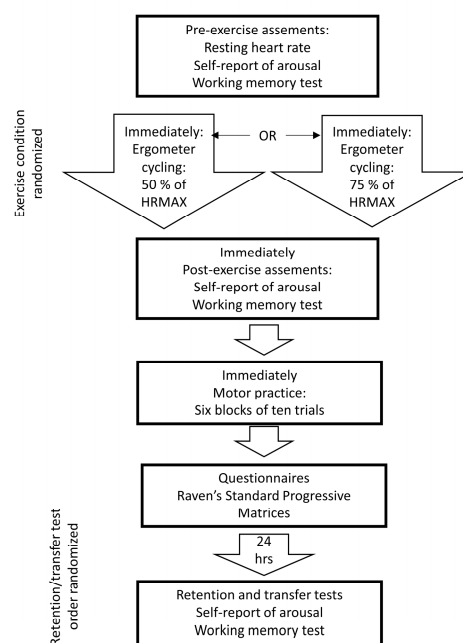 Pre-exercise assements:
Resting heart rate
Self-report of arousal
Working memory test
Exercise condition
randomized
Immediately:
Ergometer
cycling:
50 % of
HRMAX
OR
Immediately:
Ergometer
cycling:
75 % of
HRMAX
Immediately
Post-exercise assements:
Self-report of arousal
Working memory test
Immediately
Motor practice:
Six blocks of ten trials
Questionnaires
Raven's Standard Progressive
Matrices
Retention/transfer test
order randomized
24
hrs
Retention and transfer tests
Self-report of arousal
Working memory test